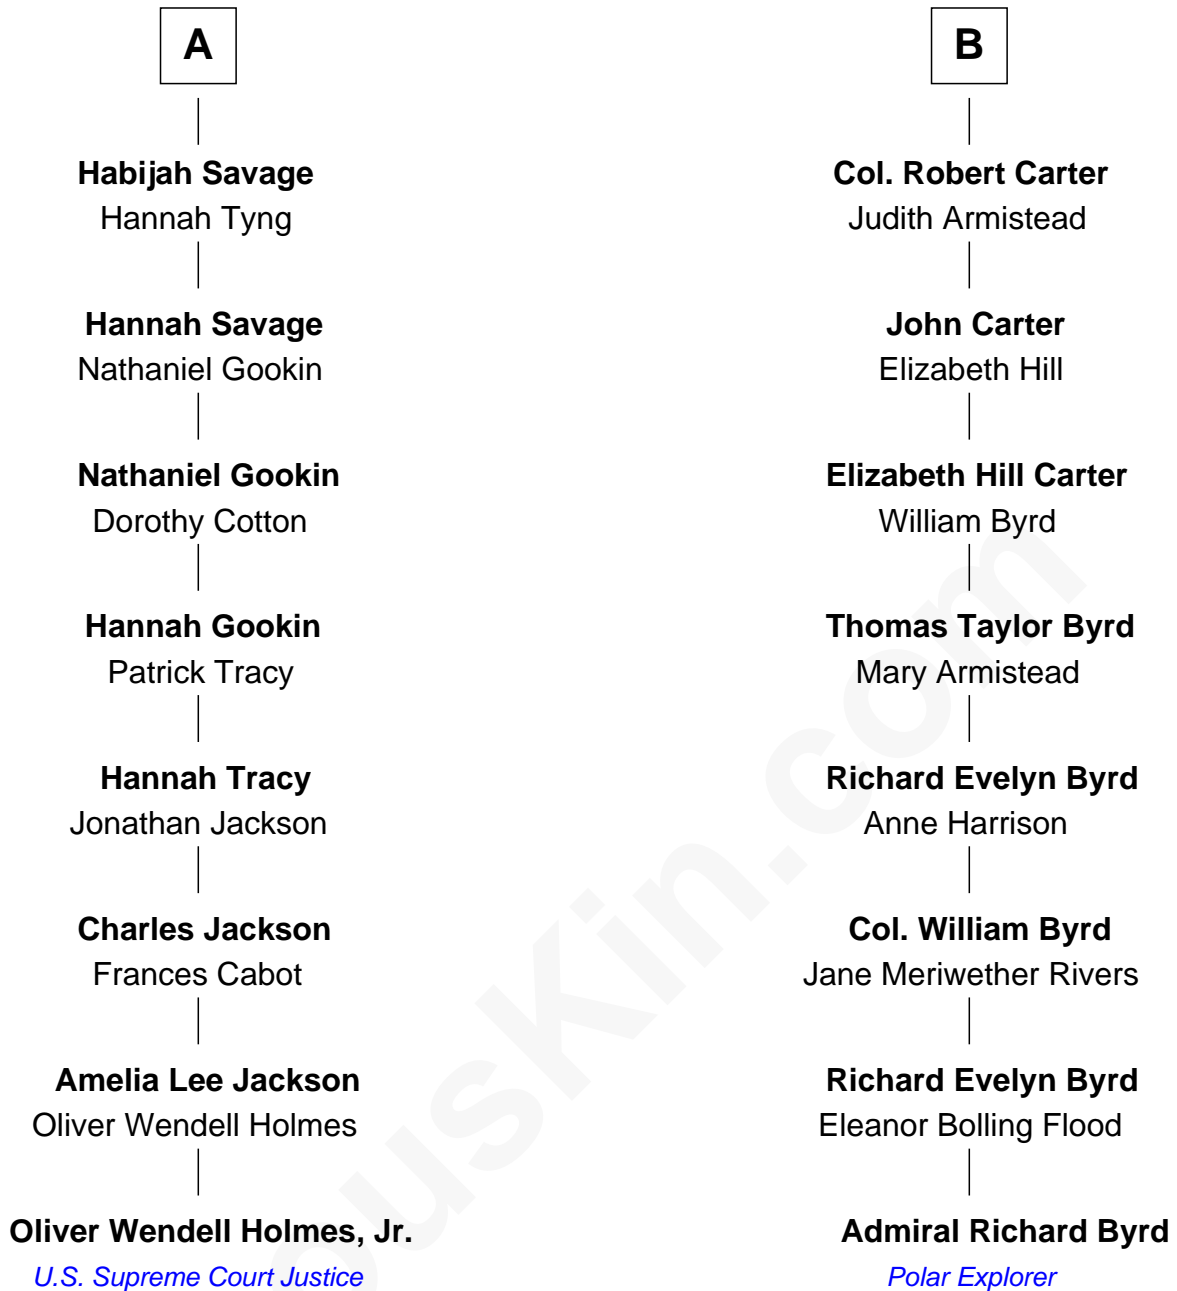 A
Habijah Savage
Hannah Tyng
Hannah Savage
Nathaniel Gookin
Nathaniel Gookin
Dorothy Cotton
Hannah Gookin
Patrick Tracy
Hannah Tracy
Jonathan Jackson
Charles Jackson
Frances Cabot
Amelia Lee Jackson
Oliver Wendell Holmes
Oliver Wendell Holmes, Jr.
U.S. Supreme Court Justice
B
Col. Robert Carter
Judith Armistead
John Carter
Elizabeth Hill
Elizabeth Hill Carter
William Byrd
Thomas Taylor Byrd
Mary Armistead
Richard Evelyn Byrd
Anne Harrison
Col. William Byrd
Jane Meriwether Rivers
Richard Evelyn Byrd
Eleanor Bolling Flood
Admiral Richard Byrd
Polar Explorer
ousKin.com